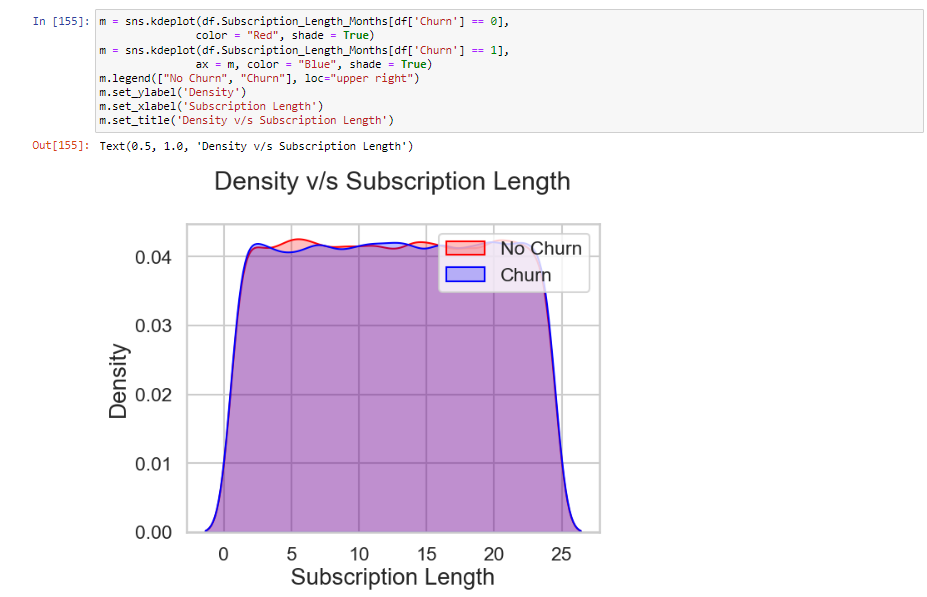 In [155]: m = sns.kdeplot(df.Subscription_Length_Months[df['Churn'] == 0],
color = "Red", shade = True)
m = sns.kdeplot(df.Subscription_Length_Months[df['Churn'] == 1],
ax = m, color = "Blue", shade = True)
m.legend(["No Churn", "Churn"], loc="upper right")
m.set_ylabel('Density')
m.set_xlabel('Subscription Length')
m.set_title('Density v/s Subscription Length')
Out[155]: Text(0.5, 1.0, 'Density v/s Subscription Length')
Density v/s Subscription Length
No Churn
Churn
Density
0.04
0.03
0.02
0.01
0.00
0 5 10 15 20 25
Subscription Length